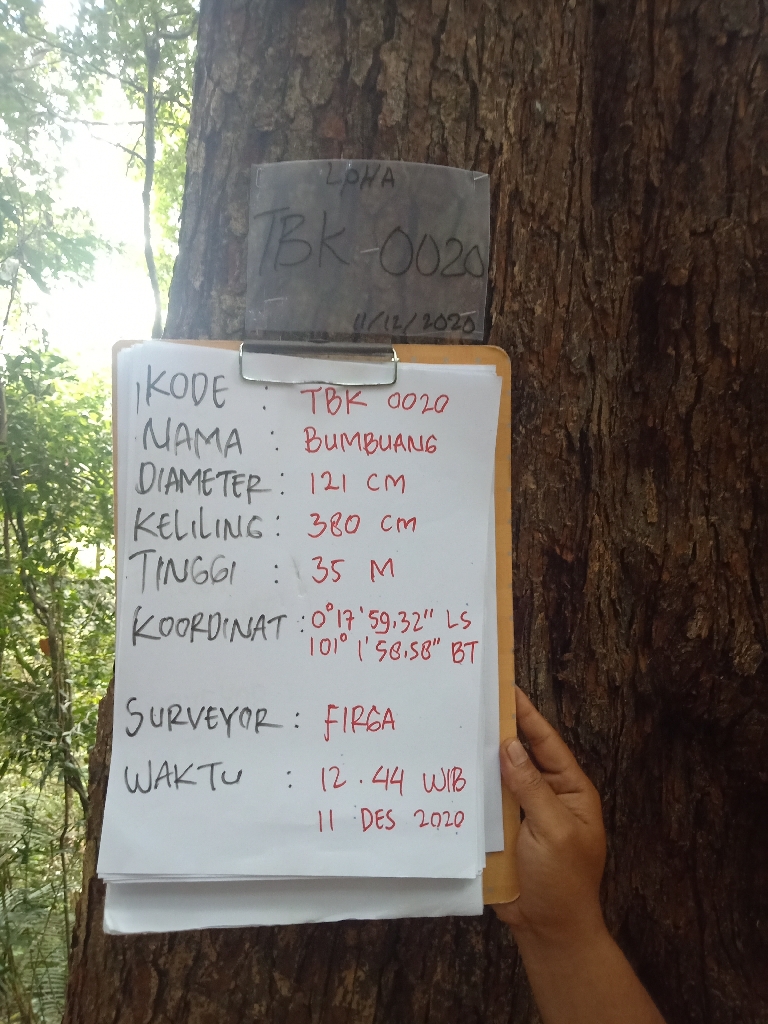 LPHA
TBK-0020
11/12/2020
KODE : TBK 0020
NAMA : BUMBUANG
DIAMETER : 121 CM
KELILING : 380 CM
TINGGI : 35 M
KOORDINAT : 0°17'59,32" LS
101° 1'58,58" BT
SURVEYOR : FIRGA
WAKTU : 12.44 WIB
11 DES 2020